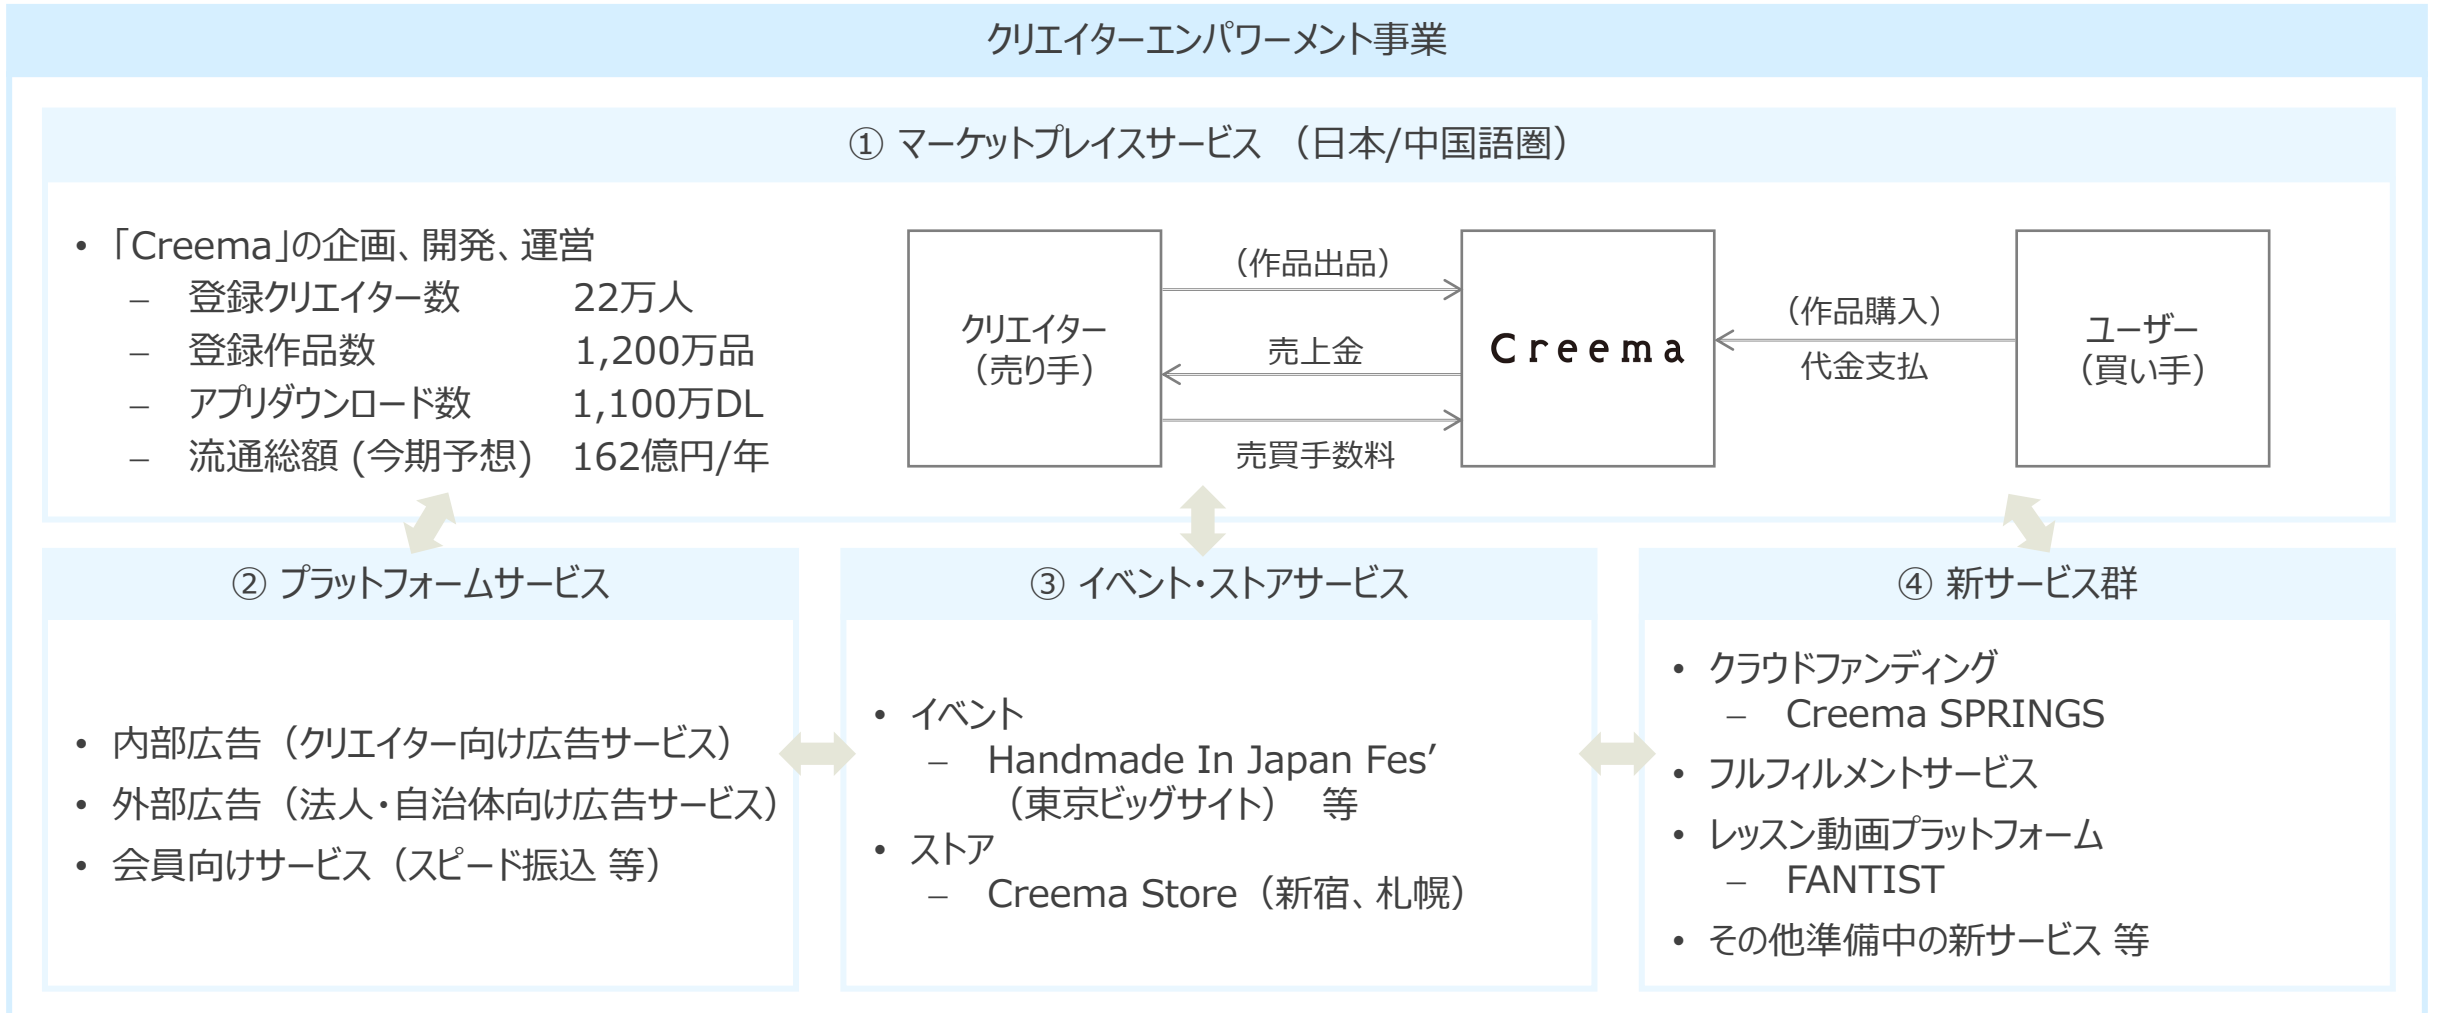 クリエイターエンパワーメント事業
① マーケットプレイスサービス （日本/中国語圏）
• 「Creema」の企画、開発、運営
– 登録クリエイター数 22万人
– 登録作品数 1,200万品
– アプリダウンロード数 1,100万DL
– 流通総額 (今期予想) 162億円/年
クリエイター
（売り手）
（作品出品）
売上金
売買手数料
Creema
（作品購入）
代金支払
ユーザー
（買い手）
② プラットフォームサービス
• 内部広告（クリエイター向け広告サービス）
• 外部広告（法人・自治体向け広告サービス）
• 会員向けサービス（スピード振込 等）
③ イベント・ストアサービス
• イベント
– Handmade In Japan Fes’
（東京ビッグサイト） 等
• ストア
– Creema Store（新宿、札幌）
④ 新サービス群
• クラウドファンディング
– Creema SPRINGS
• フルフィルメントサービス
• レッスン動画プラットフォーム
– FANTIST
• その他準備中の新サービス 等